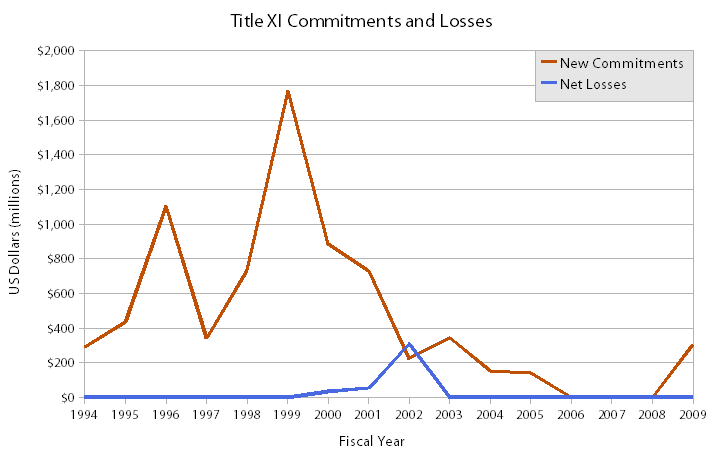 Title XI Commitments and Losses
New Commitments
Net Losses
US Dollars (millions)
$2,000
$1,800
$1,600
$1,400
$1,200
$1,000
$800
$600
$400
$200
$0
1994 1995 1996 1997 1998 1999 2000 2001 2002 2003 2004 2005 2006 2007 2008 2009
Fiscal Year